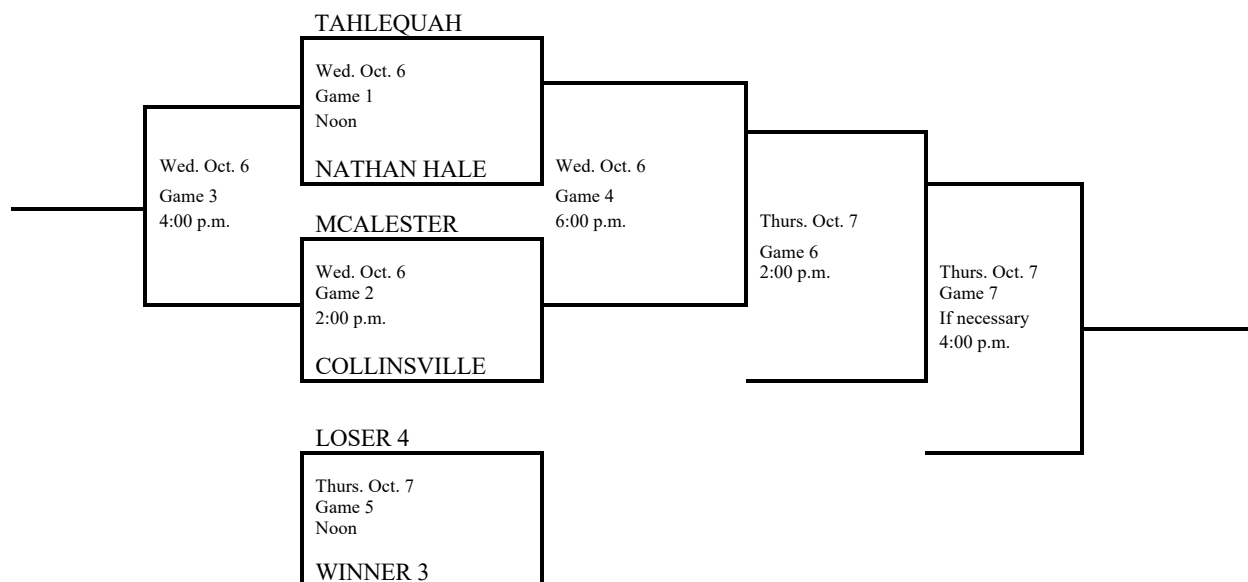 TAHLEQUAH
Wed. Oct. 6
Game 1
Noon
NATHAN HALE
Wed. Oct. 6
Game 3
4:00 p.m.
MCALESTER
Wed. Oct. 6
Game 2
2:00 p.m.
COLLINSVILLE
Wed. Oct. 6
Game 4
6:00 p.m.
Thurs. Oct. 7
Game 6
2:00 p.m.
Thurs. Oct. 7
Game 7
If necessary
4:00 p.m.
LOSER 4
Thurs. Oct. 7
Game 5
Noon
WINNER 3